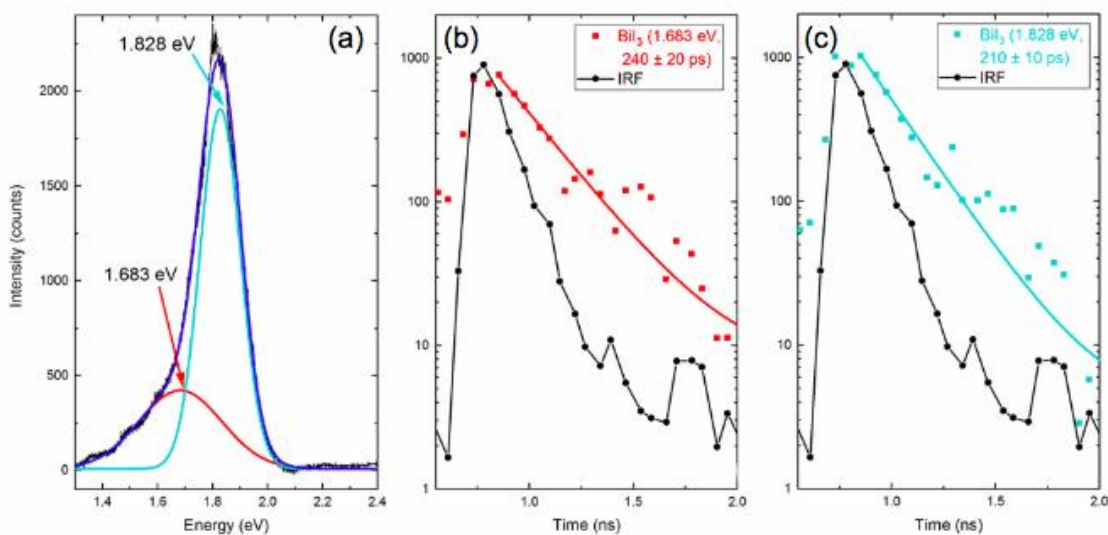 (a)
1.828 eV
1.683 eV
Intensity (counts)
2000
1500
1000
500
0
1.4 1.6 1.8 2.0 2.2 2.4
Energy (eV)
(b)
BiI₃ (1.683 eV,
240 ± 20 ps)
IRF
1000
100
10
1
1.0 1.5 2.0
Time (ns)
(c)
BiI₃ (1.828 eV,
210 ± 10 ps)
IRF
1000
100
10
1
1.0 1.5 2.0
Time (ns)